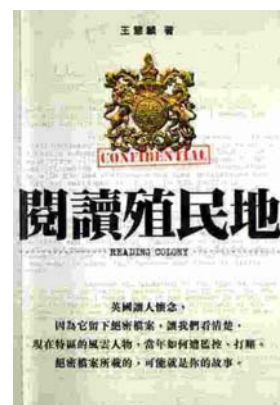 王慧麟 著
CONFIDENTIAL
閱讀殖民地
READING COLONY
英國讓人懷念，
因為它留下絕密檔案，讓我們看清楚，
現在特區的風雲人物，當年如何遭監控、打壓。
絕密檔案所載的，可能就是你的故事。